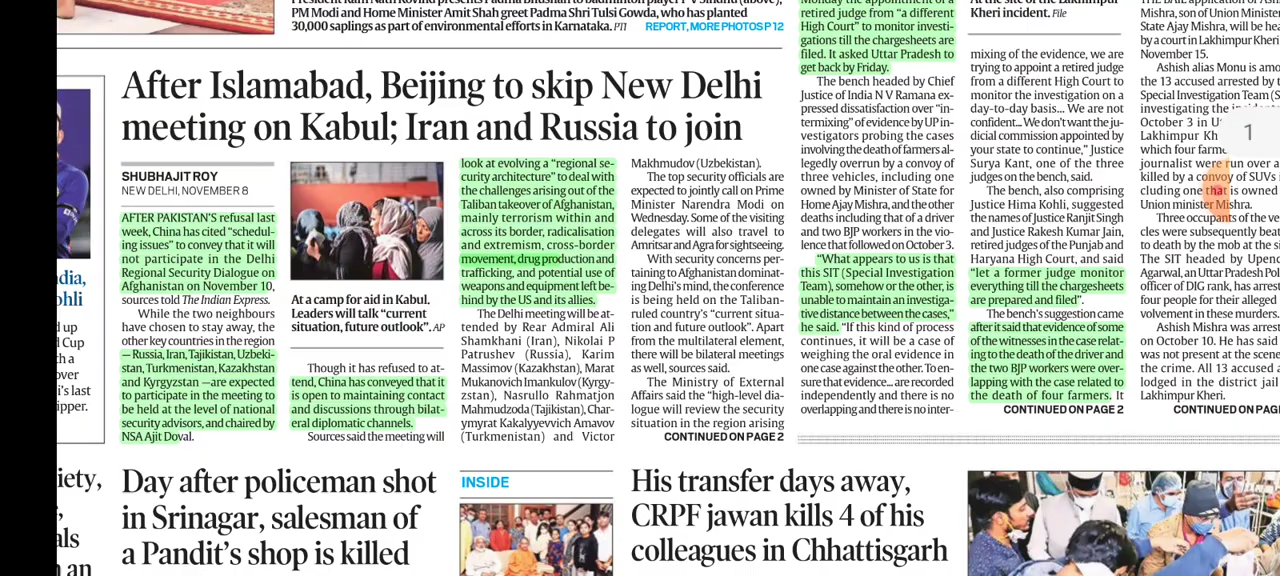 President Ram Nath Kovind presents Padma Bhushan to badminton player P V Sindhu (above);
PM Modi and Home Minister Amit Shah greet Padma Shri Tulsi Gowda, who has planted
30,000 saplings as part of environmental efforts in Karnataka. PTI REPORT, MORE PHOTOS P 12
After Islamabad, Beijing to skip New Delhi
meeting on Kabul; Iran and Russia to join
SHUBHAJIT ROY
NEW DELHI, NOVEMBER 8
AFTER PAKISTAN'S refusal last
week, China has cited “schedul-
ing issues” to convey that it will
not participate in the Delhi
Regional Security Dialogue on
Afghanistan on November 10,
sources told The Indian Express.
While the two neighbours
have chosen to stay away, the
other key countries in the region
— Russia, Iran, Tajikistan, Uzbeki-
stan, Turkmenistan, Kazakhstan
and Kyrgyzstan — are expected
to participate in the meeting to
be held at the level of national
security advisors, and chaired by
NSA Ajit Doval.
At a camp for aid in Kabul.
Leaders will talk “current
situation, future outlook”. AP
Though it has refused to at-
tend, China has conveyed that it
is open to maintaining contact
and discussions through bilat-
eral diplomatic channels.
Sources said the meeting will
look at evolving a “regional se-
curity architecture” to deal with
the challenges arising out of the
Taliban takeover of Afghanistan,
mainly terrorism within and
across its border, radicalisation
and extremism, cross-border
movement, drug production and
trafficking, and potential use of
weapons and equipment left be-
hind by the US and its allies.
The Delhi meeting will be at-
tended by Rear Admiral Ali
Shamkhani (Iran), Nikolai P
Patrushev (Russia), Karim
Massimov (Kazakhstan), Marat
Mukanovich Imankulov (Kyrgy-
zstan), Nasrullo Rahmatjon
Mahmudzoda (Tajikistan), Char-
ymyrat Kakalyyevvich Amavov
(Turkmenistan) and Victor
Makhmudov (Uzbekistan).
The top security officials are
expected to jointly call on Prime
Minister Narendra Modi on
Wednesday. Some of the visiting
delegates will also travel to
Amritsar and Agra for sightseeing.
With security concerns per-
taining to Afghanistan dominat-
ing Delhi's mind, the conference
is being held on the Taliban-
ruled country's “current situa-
tion and future outlook”. Apart
from the multilateral element,
there will be bilateral meetings
as well, sources said.
The Ministry of External
Affairs said the “high-level dia-
logue will review the security
situation in the region arising
CONTINUED ON PAGE 2
Monday the appointment of a
retired judge from “a different
High Court” to monitor investi-
gations till the chargesheets are
filed. It asked Uttar Pradesh to
get back by Friday.
The bench headed by Chief
Justice of India N V Ramana ex-
pressed dissatisfaction over “in-
termixing” of evidence by UP in-
vestigators probing the cases
involving the death of farmers al-
legedly overrun by a convoy of
three vehicles, including one
owned by Minister of State for
Home Ajay Mishra, and the other
deaths including that of a driver
and two BJP workers in the vio-
lence that followed on October 3.
“What appears to us is that
this SIT (Special Investigation
Team), somehow or the other, is
unable to maintain an investiga-
tive distance between the cases,”
he said. “If this kind of process
continues, it will be a case of
weighing the oral evidence in
one case against the other. To en-
sure that evidence... are recorded
independently and there is no
overlapping and there is no inter-
At the site of the Lakhimpur
Kheri incident. File
mixing of the evidence, we are
trying to appoint a retired judge
from a different High Court to
monitor the investigation on a
day-to-day basis... We are not
confident... We don't want the ju-
dicial commission appointed by
your state to continue,” Justice
Surya Kant, one of the three
judges on the bench, said.
The bench, also comprising
Justice Hima Kohli, suggested
the names of Justice Ranjit Singh
and Justice Rakesh Kumar Jain,
retired judges of the Punjab and
Haryana High Court, and said
“let a former judge monitor
everything till the chargesheets
are prepared and filed”.
The bench's suggestion came
after it said that evidence of some
of the witnesses in the case relat-
ing to the death of the driver and
the two BJP workers were over-
lapping with the case related to
the death of four farmers. It
CONTINUED ON PAGE 2
THE BAIL application of
Mishra, son of Union Minister
State Ajay Mishra, will be hea
by a court in Lakhimpur Kheri
November 15.
Ashish alias Monu is amo
the 13 accused arrested by t
Special Investigation Team (S
investigating the
October 3 in U
Lakhimpur Kh
which four farme
journalist were run over a
killed by a convoy of SUVs i
cluding one that is owned
Union minister Mishra.
Three occupants of the ve
cles were subsequently beat
to death by the mob at the si
The SIT headed by Upend
Agarwal, an Uttar Pradesh Pol
officer of DIG rank, has arrest
four people for their alleged
volvement in these murders.
Ashish Mishra was arrest
on October 10. He has said
was not present at the scene
the crime. All 13 accused a
lodged in the district jail
Lakhimpur Kheri.
CONTINUED ON PAG
1
dia,
ohli
d up
Cup
th a
over
i's last
ipper.
iety,
,
als
n an
Day after policeman shot
in Srinagar, salesman of
a Pandit's shop is killed
INSIDE
His transfer days away,
CRPF jawan kills 4 of his
colleagues in Chhattisgarh